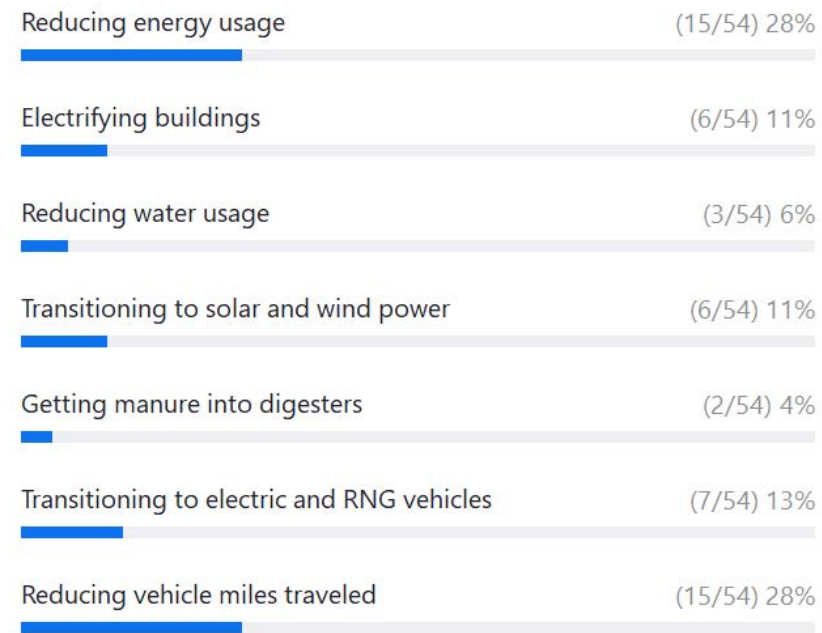 Reducing energy usage (15/54) 28%
Electrifying buildings (6/54) 11%
Reducing water usage (3/54) 6%
Transitioning to solar and wind power (6/54) 11%
Getting manure into digesters (2/54) 4%
Transitioning to electric and RNG vehicles (7/54) 13%
Reducing vehicle miles traveled (15/54) 28%